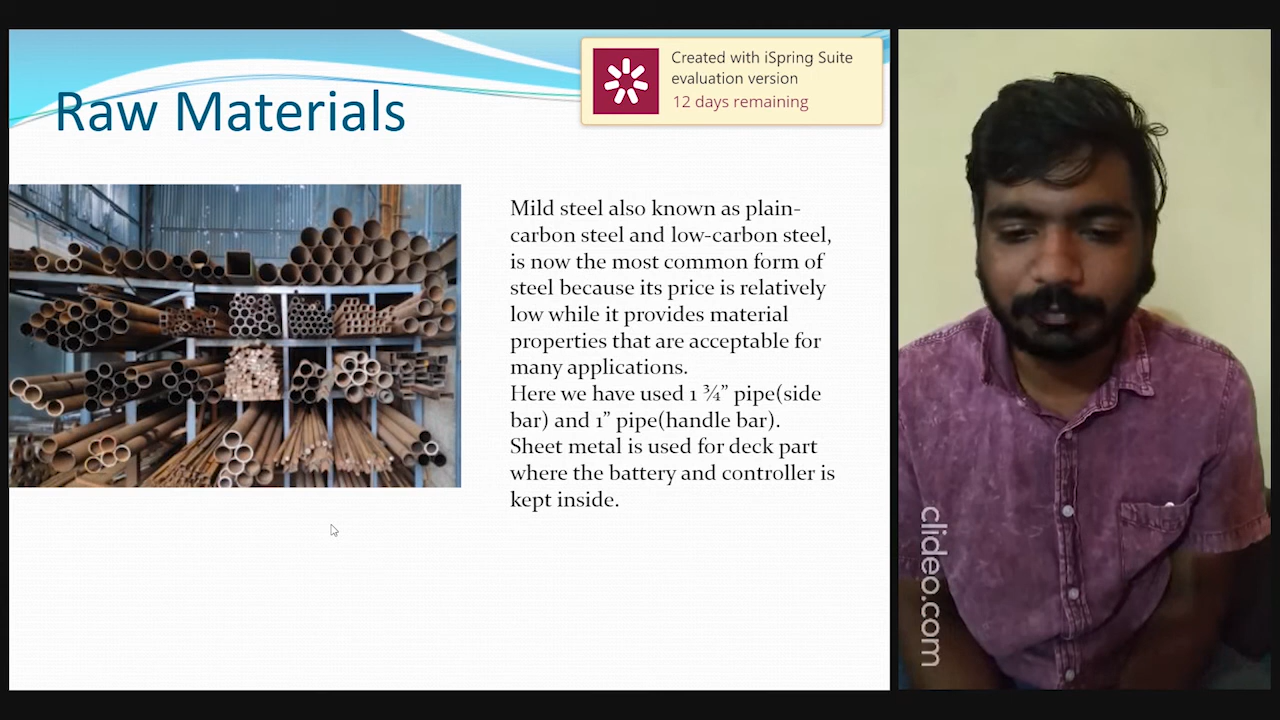 Raw Materials
Created with iSpring Suite
evaluation version
12 days remaining
Mild steel also known as plain-
carbon steel and low-carbon steel,
is now the most common form of
steel because its price is relatively
low while it provides material
properties that are acceptable for
many applications.
Here we have used 1 ¾” pipe(side
bar) and 1” pipe(handle bar).
Sheet metal is used for deck part
where the battery and controller is
kept inside.
clideo.com